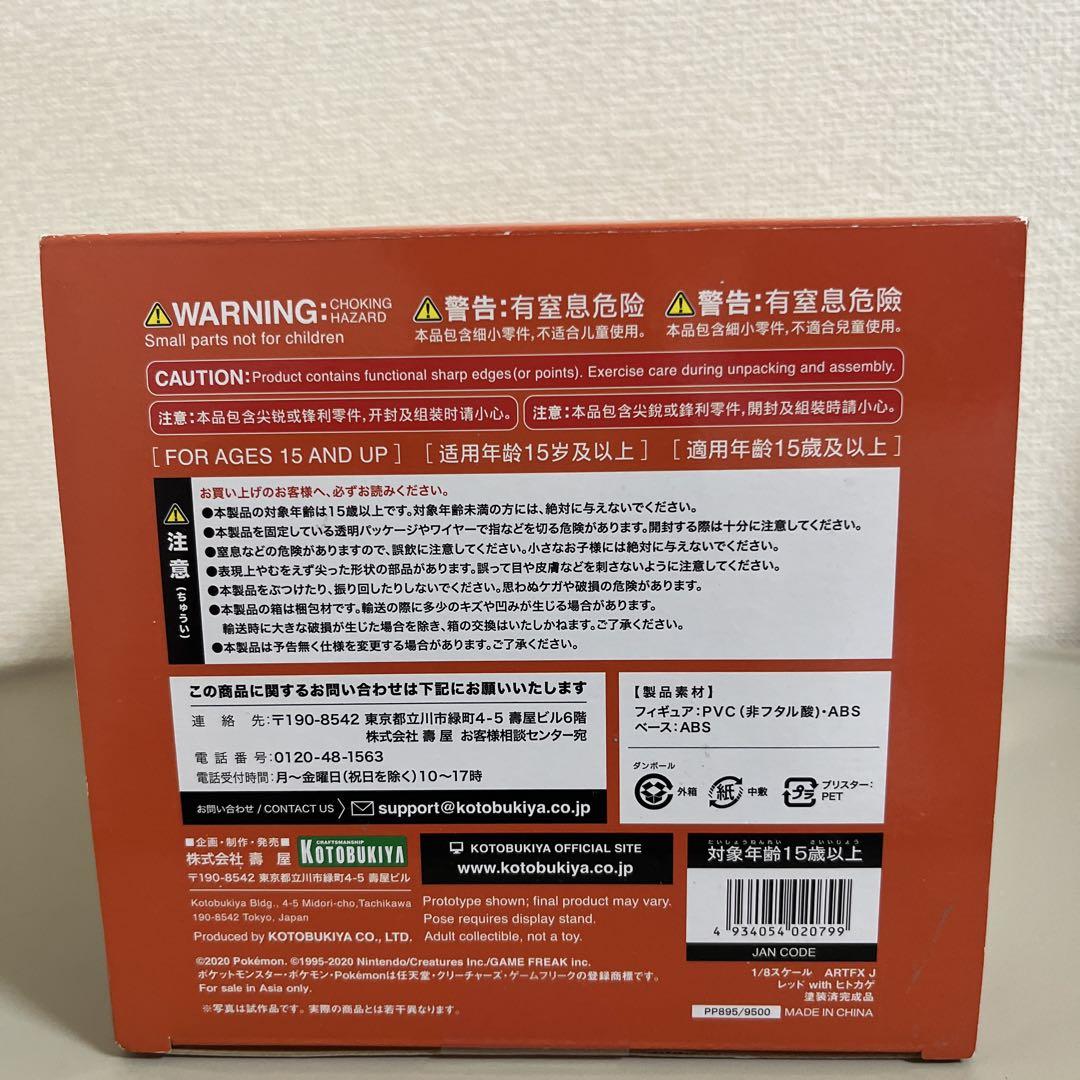 ⚠WARNING: CHOKING HAZARD
Small parts not for children
⚠警告:有窒息危险
本品包含细小零件,不适合儿童使用。
⚠警告:有窒息危險
本品包含細小零件,不適合兒童使用。
CAUTION:Product contains functional sharp edges(or points). Exercise care during unpacking and assembly.
注意:本品包含尖锐或锋利零件,开封及组装时请小心。
注意:本品包含尖銳或鋒利零件,開封及組裝時請小心。
[FOR AGES 15 AND UP] [适用年龄15岁及以上] [適用年齡15歲及以上]
注意(ちゅうい)
お買い上げのお客様へ、必ずお読みください。
●本製品の対象年齢は15歳以上です。対象年齢未満の方には、絶対に与えないでください。
●本製品を固定している透明パッケージやワイヤーで指などを切る危険があります。開封する際は十分に注意してください。
●窒息などの危険がありますので、誤飲に注意してください。小さなお子様には絶対に与えないでください。
●表現上やむをえず尖った形状の部品があります。誤って目や皮膚などを刺さないように注意してください。
●本製品をぶつけたり、振り回したりしないでください。思わぬケガや破損の危険があります。
●本製品の箱は梱包材です。輸送の際に多少のキズや凹みが生じる場合があります。
輸送時に大きな破損が生じた場合を除き、箱の交換はいたしかねます。ご了承ください。
●本製品は予告無く仕様を変更する場合があります。ご了承ください。
この商品に関するお問い合わせは下記にお願いいたします
連絡先:〒190-8542 東京都立川市緑町4-5 壽屋ビル6階
株式会社 壽屋 お客様相談センター宛
電話番号:0120-48-1563
電話受付時間:月〜金曜日(祝日を除く)10〜17時
お問い合わせ / CONTACT US support@kotobukiya.co.jp
【製品素材】
フィギュア:PVC(非フタル酸)・ABS
ベース:ABS
ダンボール
外箱
紙 中敷
プラ ブリスター:
PET
■企画・制作・発売■
株式会社 壽屋
CRAFTSMANSHIP
KOTOBUKIYA
〒190-8542 東京都立川市緑町4-5 壽屋ビル
Kotobukiya Bldg., 4-5 Midori-cho,Tachikawa
190-8542 Tokyo, Japan
Produced by KOTOBUKIYA CO., LTD.
KOTOBUKIYA OFFICIAL SITE
www.kotobukiya.co.jp
Prototype shown; final product may vary.
Pose requires display stand.
Adult collectible, not a toy.
たいしょうねんれい さいいじょう
対象年齢15歳以上
4 934054 020799
JAN CODE
©2020 Pokémon. ©1995-2020 Nintendo/Creatures Inc./GAME FREAK inc.
ポケットモンスター・ポケモン・Pokémonは任天堂・クリーチャーズ・ゲームフリークの登録商標です。
For sale in Asia only.
※写真は試作品です。実際の商品とは若干異なります。
1/8スケール ARTFX J
レッド with ヒトカゲ
塗装済完成品
PP895/9500 MADE IN CHINA